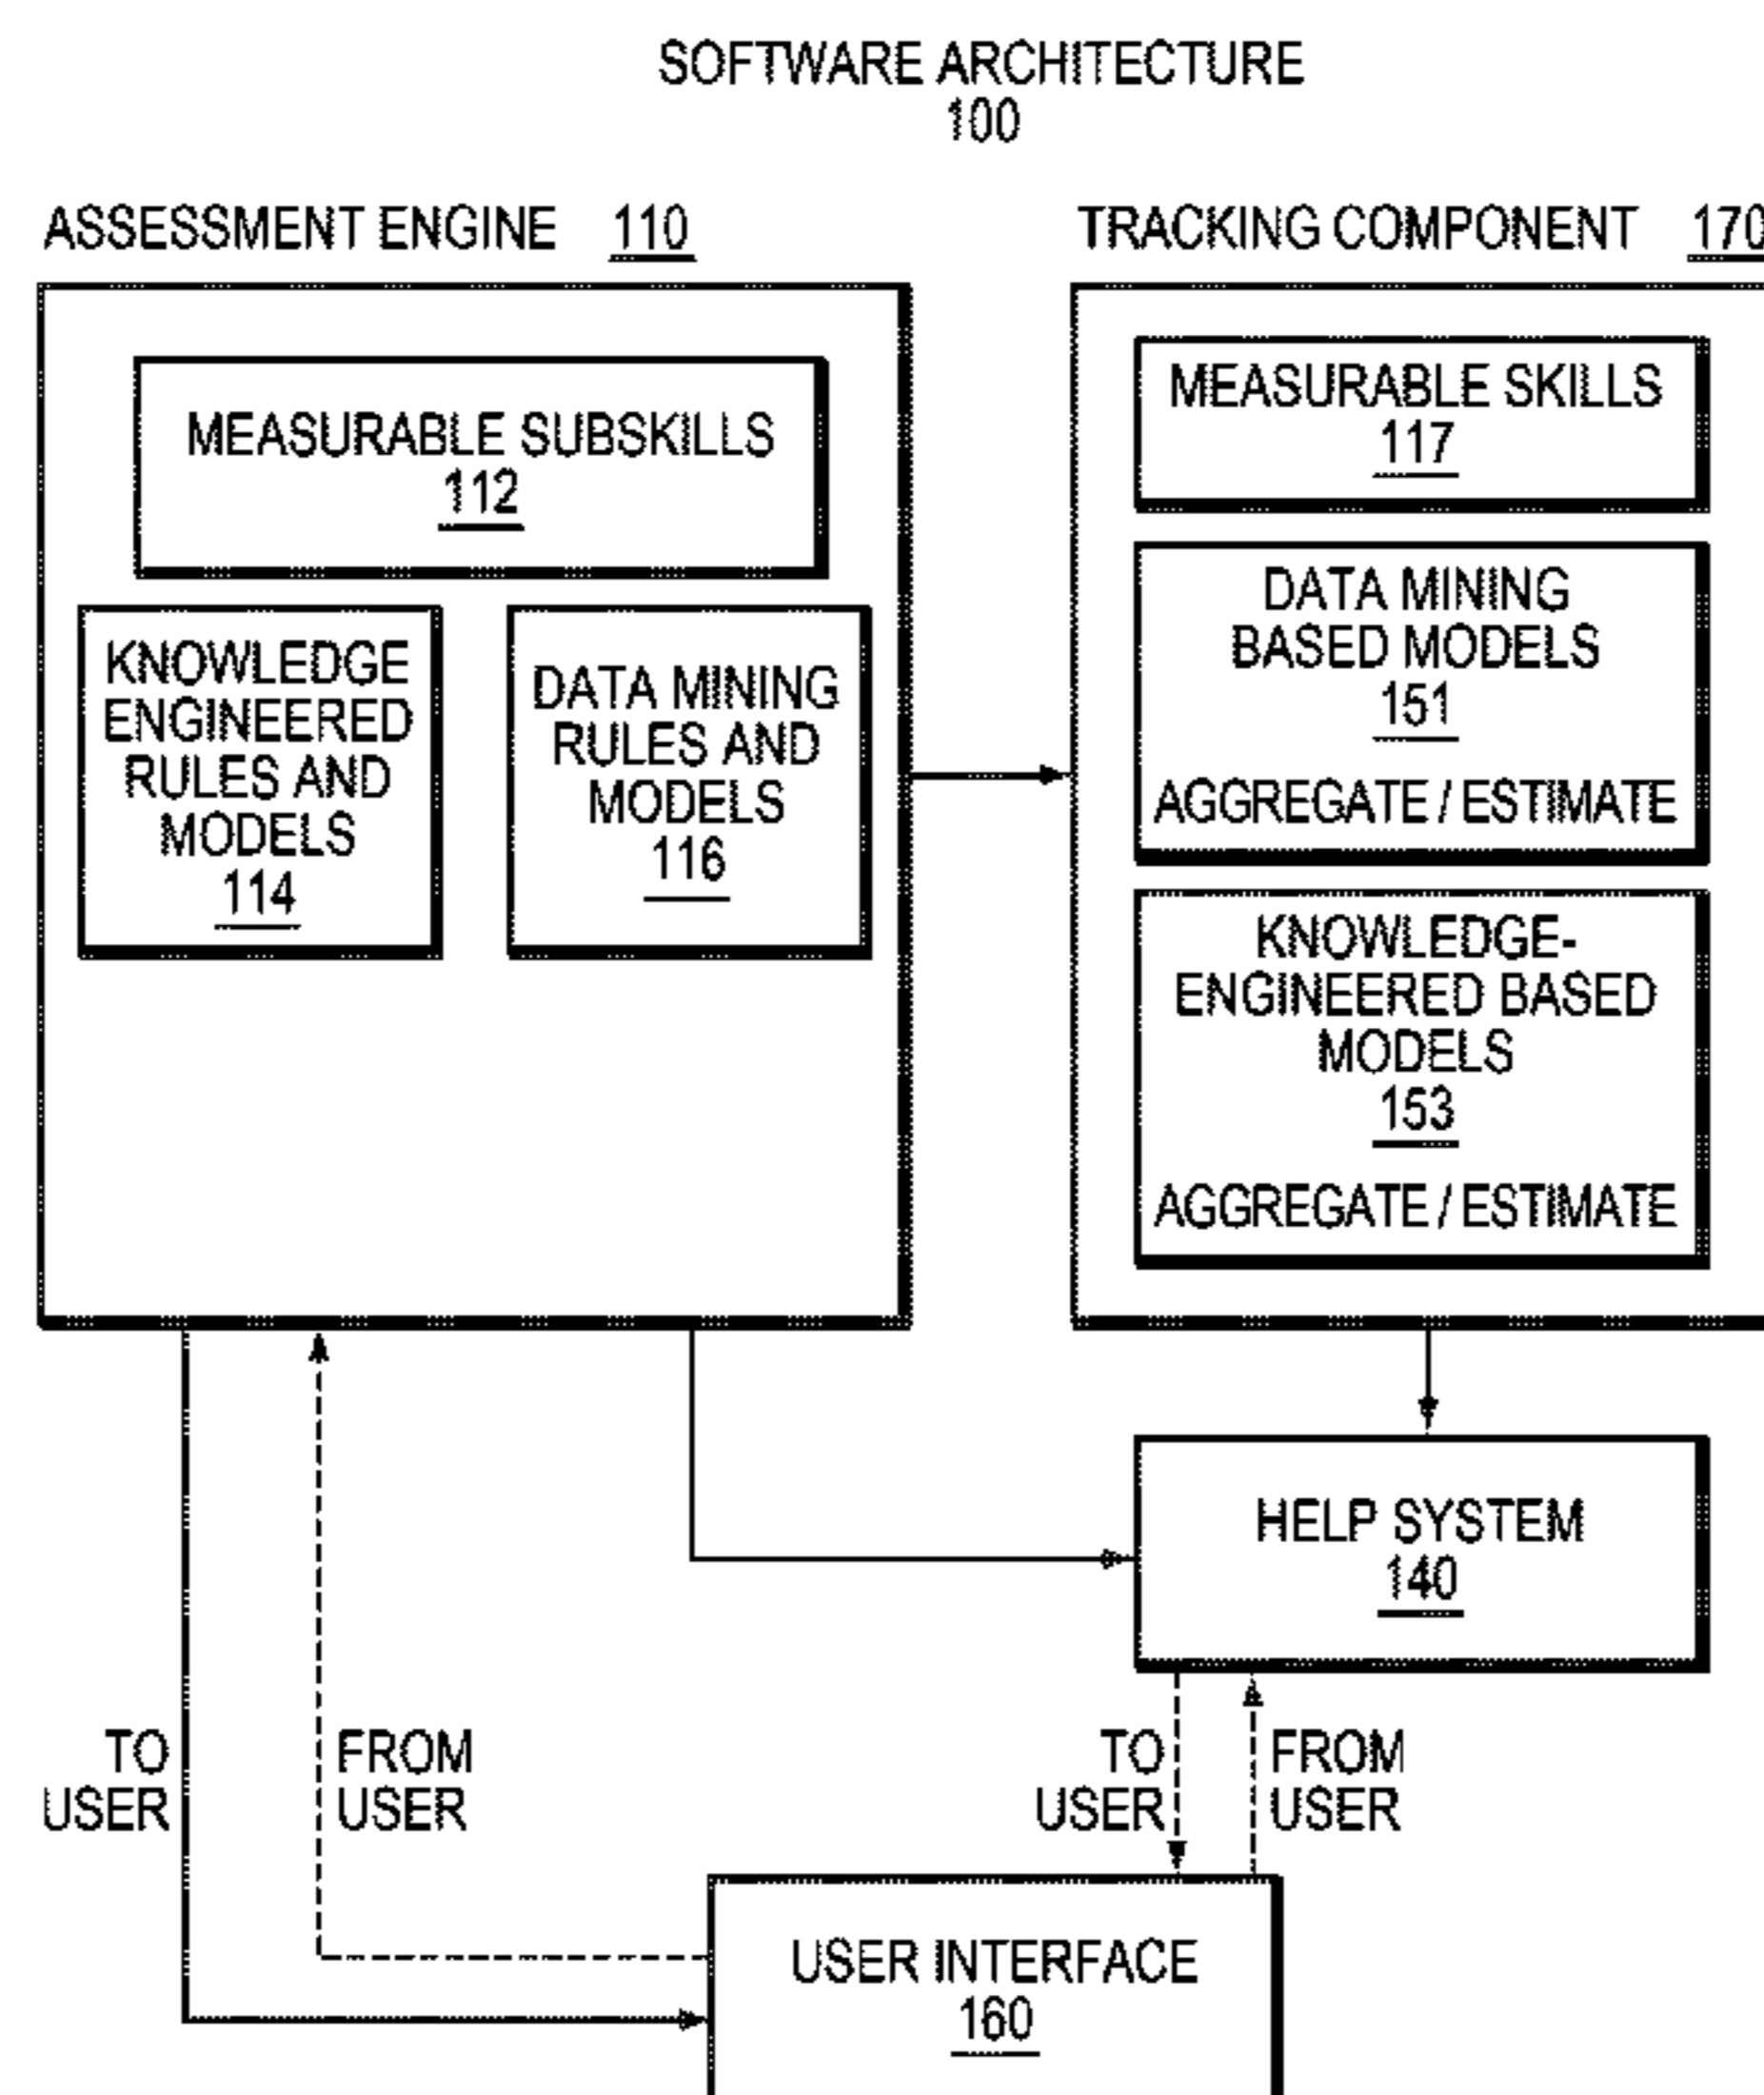 SOFTWARE ARCHITECTURE
100
ASSESSMENT ENGINE 110
MEASURABLE SUBSKILLS
112
KNOWLEDGE
ENGINEERED
RULES AND
MODELS
114
DATA MINING
RULES AND
MODELS
116
TRACKING COMPONENT 170
MEASURABLE SKILLS
117
DATA MINING
BASED MODELS
151
AGGREGATE / ESTIMATE
KNOWLEDGE-
ENGINEERED BASED
MODELS
153
AGGREGATE / ESTIMATE
HELP SYSTEM
140
TO
USER
FROM
USER
TO
USER
FROM
USER
USER INTERFACE
160